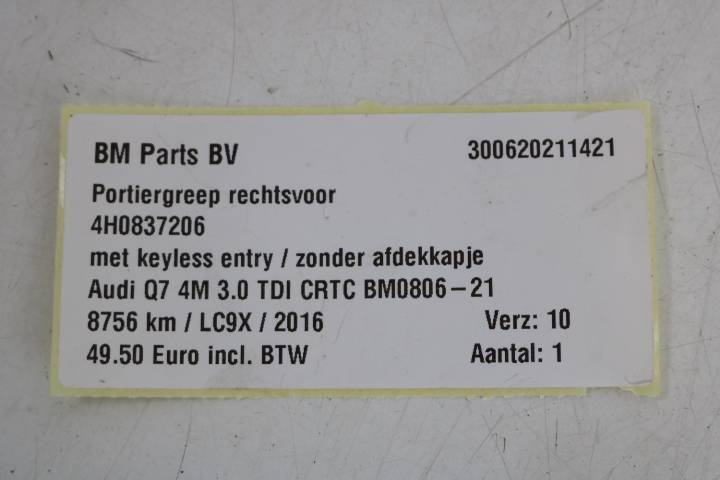 BM Parts BV 300620211421
Portiergreep rechtsvoor
4H0837206
met keyless entry / zonder afdekkapje
Audi Q7 4M 3.0 TDI CRTC BM0806-21
8756 km / LC9X / 2016 Verz: 10
49.50 Euro incl. BTW Aantal: 1